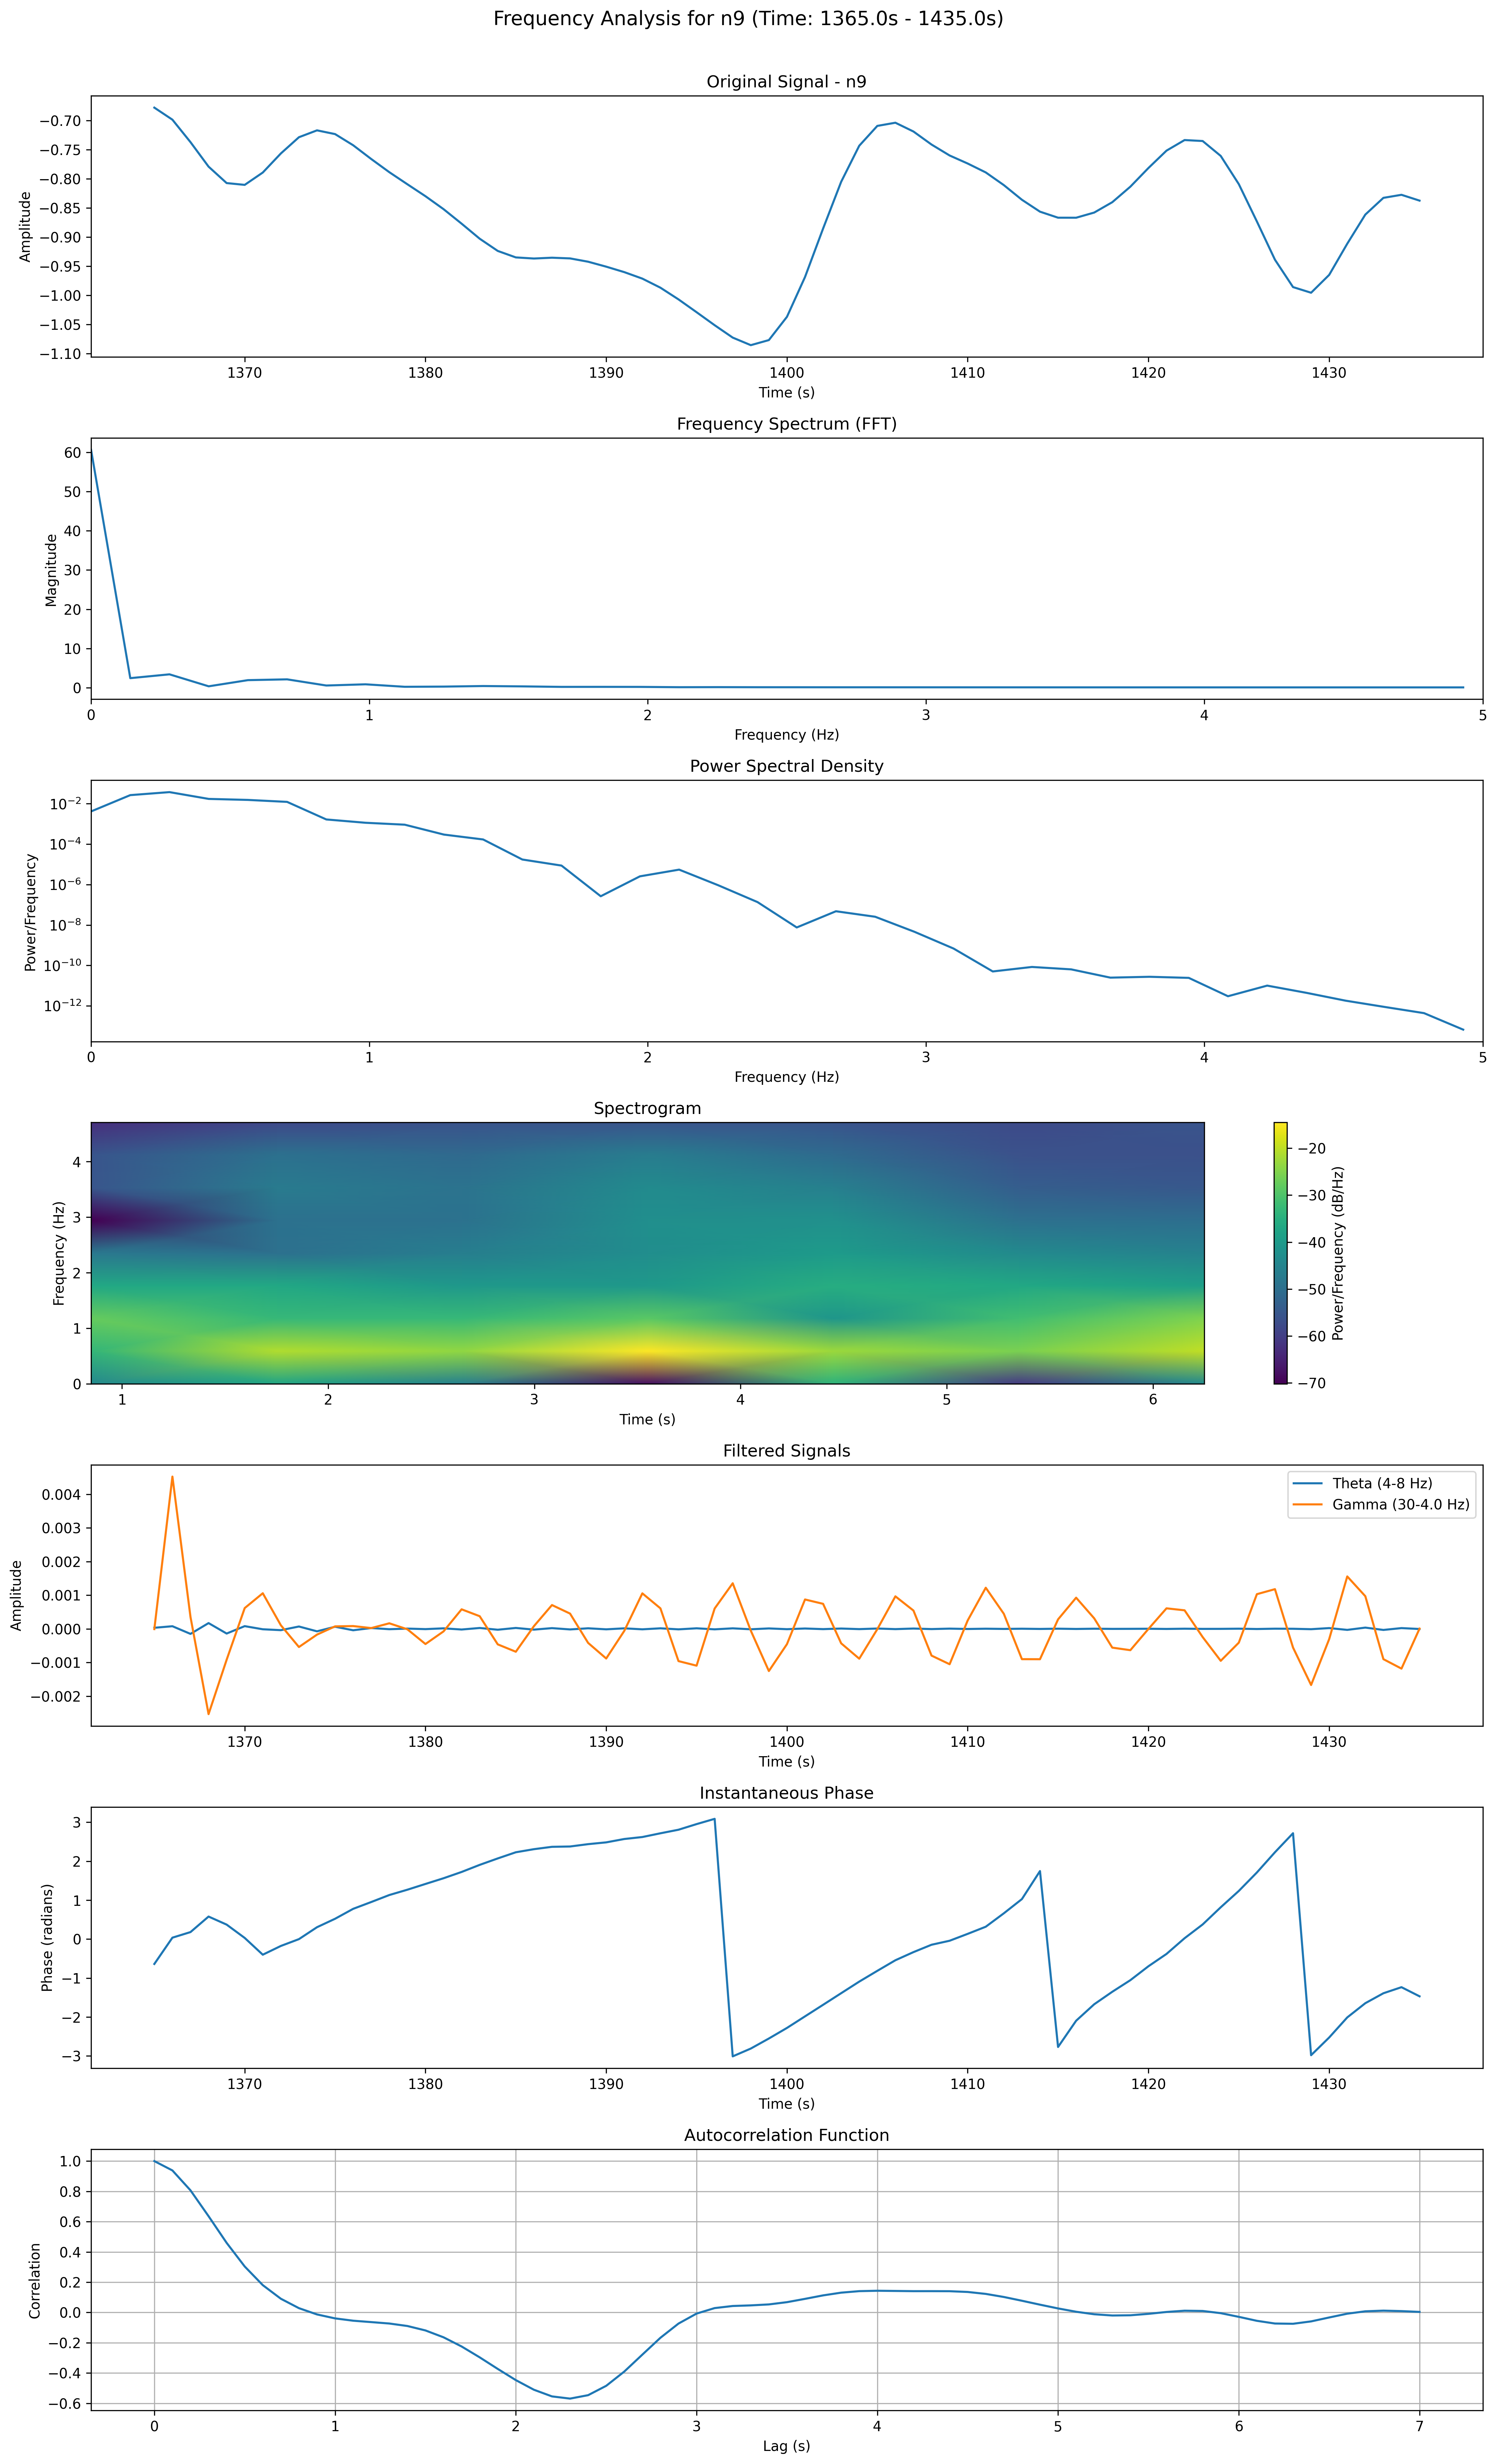 Frequency Analysis for n9 (Time: 1365.0s - 1435.0s)
Original Signal - n9
Amplitude
−0.70
−0.75
−0.80
−0.85
−0.90
−0.95
−1.00
−1.05
−1.10
1370 1380 1390 1400 1410 1420 1430
Time (s)
Frequency Spectrum (FFT)
Magnitude
60
50
40
30
20
10
0
0 1 2 3 4 5
Frequency (Hz)
Power Spectral Density
Power/Frequency
10⁻²
10⁻⁴
10⁻⁶
10⁻⁸
10⁻¹⁰
10⁻¹²
0 1 2 3 4 5
Frequency (Hz)
Spectrogram
Frequency (Hz)
4
3
2
1
0
1 2 3 4 5 6
Time (s)
−20
−30
−40
−50
−60
−70
Power/Frequency (dB/Hz)
Filtered Signals
Amplitude
0.004
0.003
0.002
0.001
0.000
−0.001
−0.002
Theta (4-8 Hz)
Gamma (30-4.0 Hz)
1370 1380 1390 1400 1410 1420 1430
Time (s)
Instantaneous Phase
Phase (radians)
3
2
1
0
−1
−2
−3
1370 1380 1390 1400 1410 1420 1430
Time (s)
Autocorrelation Function
Correlation
1.0
0.8
0.6
0.4
0.2
0.0
−0.2
−0.4
−0.6
0 1 2 3 4 5 6 7
Lag (s)